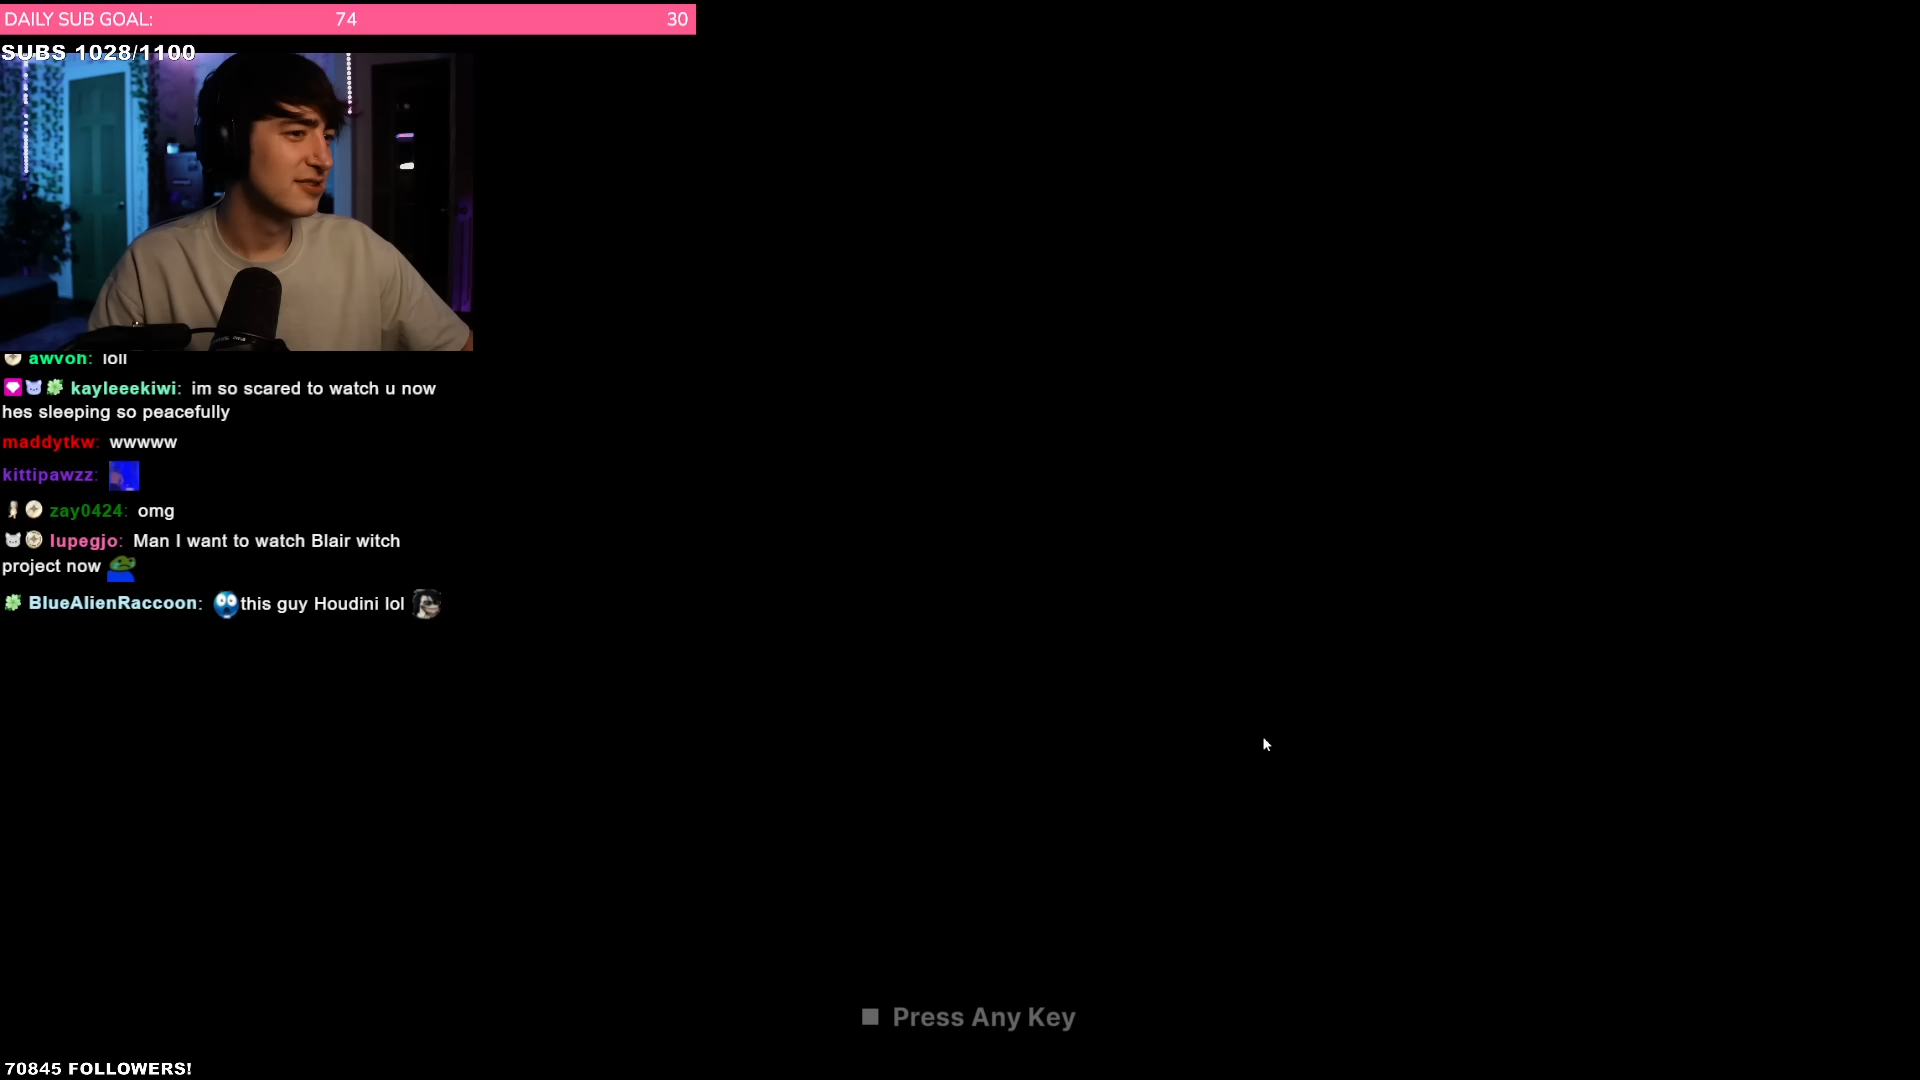 DAILY SUB GOAL: 74 30
SUBS 1028/1100
awvoh: loll
kayleeekiwi: im so scared to watch u now
hes sleeping so peacefully
maddytkw: wwwww
kittipawzz:
zay0424: omg
lupegjo: Man I want to watch Blair witch
project now
BlueAlienRaccoon: this guy Houdini lol
Press Any Key
70845 FOLLOWERS!